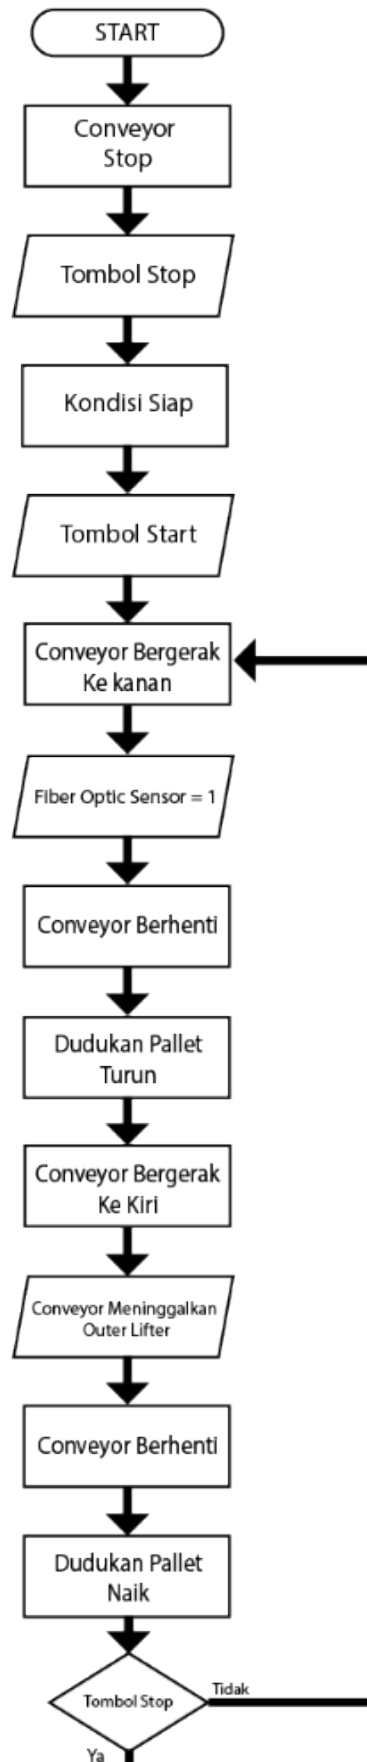 START
Conveyor
Stop
Tombol Stop
Kondisi Siap
Tombol Start
Conveyor Bergerak
Ke kanan
FIber Optic Sensor = 1
Conveyor Berhenti
Dudukan Pallet
Turun
Conveyor Bergerak
Ke Kiri
Conveyor Meninggalkan
Outer Lifter
Conveyor Berhenti
Dudukan Pallet
Naik
Tombol Stop
Tidak
Ya